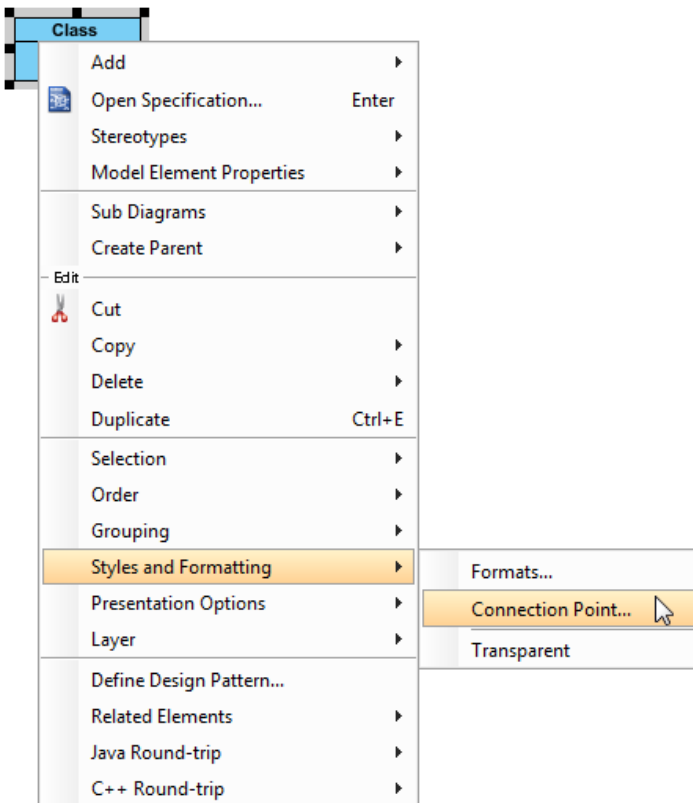 Class
Add
Open Specification... Enter
Stereotypes
Model Element Properties
Sub Diagrams
Create Parent
Edit
Cut
Copy
Delete
Duplicate Ctrl+E
Selection
Order
Grouping
Styles and Formatting
Formats...
Presentation Options
Connection Point...
Layer
Transparent
Define Design Pattern...
Related Elements
Java Round-trip
C++ Round-trip